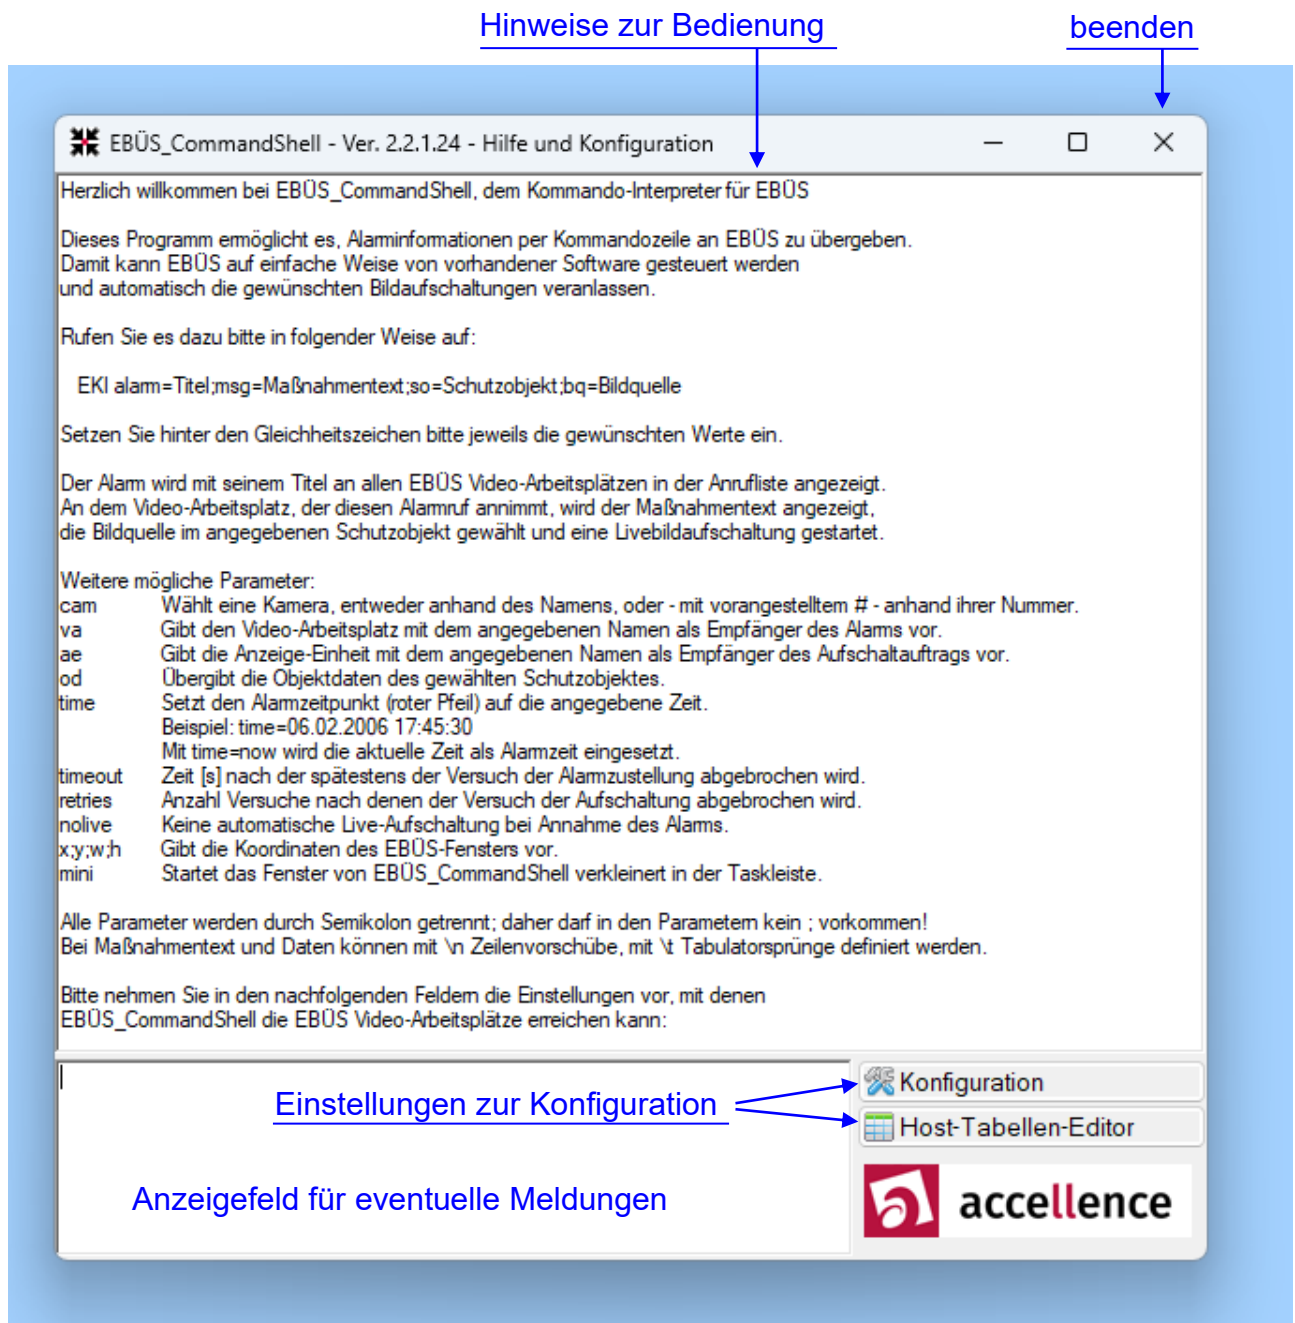 Hinweise zur Bedienung
beenden
EBÜS_CommandShell - Ver. 2.2.1.24 - Hilfe und Konfiguration
Herzlich willkommen bei EBÜS_CommandShell, dem Kommando-Interpreter für EBÜS
Dieses Programm ermöglicht es, Alarminformationen per Kommandozeile an EBÜS zu übergeben.
Damit kann EBÜS auf einfache Weise von vorhandener Software gesteuert werden
und automatisch die gewünschten Bildaufschaltungen veranlassen.
Rufen Sie es dazu bitte in folgender Weise auf:
EKI alarm=Titel;msg=Maßnahmentext;so=Schutzobjekt;bq=Bildquelle
Setzen Sie hinter den Gleichheitszeichen bitte jeweils die gewünschten Werte ein.
Der Alarm wird mit seinem Titel an allen EBÜS Video-Arbeitsplätzen in der Anrufliste angezeigt.
An dem Video-Arbeitsplatz, der diesen Alarmruf annimmt, wird der Maßnahmentext angezeigt,
die Bildquelle im angegebenen Schutzobjekt gewählt und eine Livebildaufschaltung gestartet.
Weitere mögliche Parameter:
cam Wählt eine Kamera, entweder anhand des Namens, oder - mit vorangestelltem # - anhand ihrer Nummer.
va Gibt den Video-Arbeitsplatz mit dem angegebenen Namen als Empfänger des Alarms vor.
ae Gibt die Anzeige-Einheit mit dem angegebenen Namen als Empfänger des Aufschaltauftrags vor.
od Übergibt die Objektdaten des gewählten Schutzobjektes.
time Setzt den Alarmzeitpunkt (roter Pfeil) auf die angegebene Zeit.
Beispiel: time=06.02.2006 17:45:30
Mit time=now wird die aktuelle Zeit als Alarmzeit eingesetzt.
timeout Zeit [s] nach der spätestens der Versuch der Alarmzustellung abgebrochen wird.
retries Anzahl Versuche nach denen der Versuch der Aufschaltung abgebrochen wird.
nolive Keine automatische Live-Aufschaltung bei Annahme des Alarms.
x;y;w;h Gibt die Koordinaten des EBÜS-Fensters vor.
mini Startet das Fenster von EBÜS_CommandShell verkleinert in der Taskleiste.
Alle Parameter werden durch Semikolon getrennt; daher darf in den Parametern kein ; vorkommen!
Bei Maßnahmentext und Daten können mit \n Zeilenvorschübe, mit \t Tabulatorsprünge definiert werden.
Bitte nehmen Sie in den nachfolgenden Feldern die Einstellungen vor, mit denen
EBÜS_CommandShell die EBÜS Video-Arbeitsplätze erreichen kann:
Konfiguration
Einstellungen zur Konfiguration
Host-Tabellen-Editor
Anzeigefeld für eventuelle Meldungen
accellence